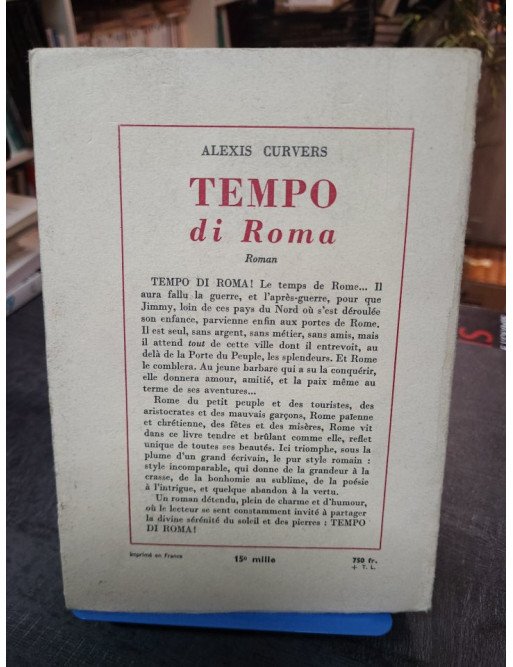 ALEXIS CURVERS
TEMPO
di Roma
Roman
TEMPO DI ROMA! Le temps de Rome... Il
aura fallu la guerre, et l'après-guerre, pour que
Jimmy, loin de ces pays du Nord où s'est déroulée
son enfance, parvienne enfin aux portes de Rome.
Il est seul, sans argent, sans métier, sans amis, mais
il attend tout de cette ville dont il entrevoit, au
delà de la Porte du Peuple, les splendeurs. Et Rome
le comblera. Au jeune barbare qui a su la conquérir,
elle donnera amour, amitié, et la paix même au
terme de ses aventures...
Rome du petit peuple et des touristes, des
aristocrates et des mauvais garçons, Rome païenne
et chrétienne, des fêtes et des misères, Rome vit
dans ce livre tendre et brûlant comme elle, reflet
unique de toutes ses beautés. Ici triomphe, sous la
plume d'un grand écrivain, le pur style romain :
style incomparable, qui donne de la grandeur à la
crasse, de la bonhomie au sublime, de la poésie
à l'intrigue, et quelque abandon à la vertu.
Un roman détendu, plein de charme et d'humour,
où le lecteur se sent constamment invité à partager
la divine sérénité du soleil et des pierres : TEMPO
DI ROMA!
Imprimé en France
15e mille
750 fr.
+ T. L.